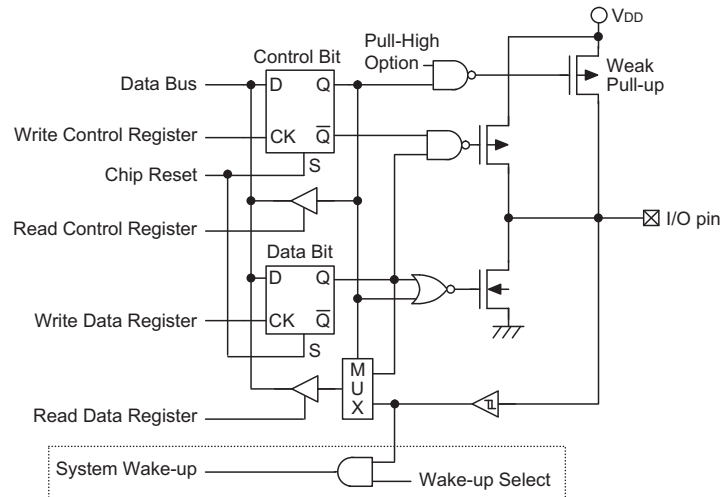 VDD
Control Bit
Pull-High
Option
Weak
Pull-up
Data Bus
D Q
Write Control Register
CK Q̅
Chip Reset
S
Read Control Register
I/O pin
Data Bit
D Q
Write Data Register
CK Q̅
S
M
U
X
Read Data Register
System Wake-up
Wake-up Select